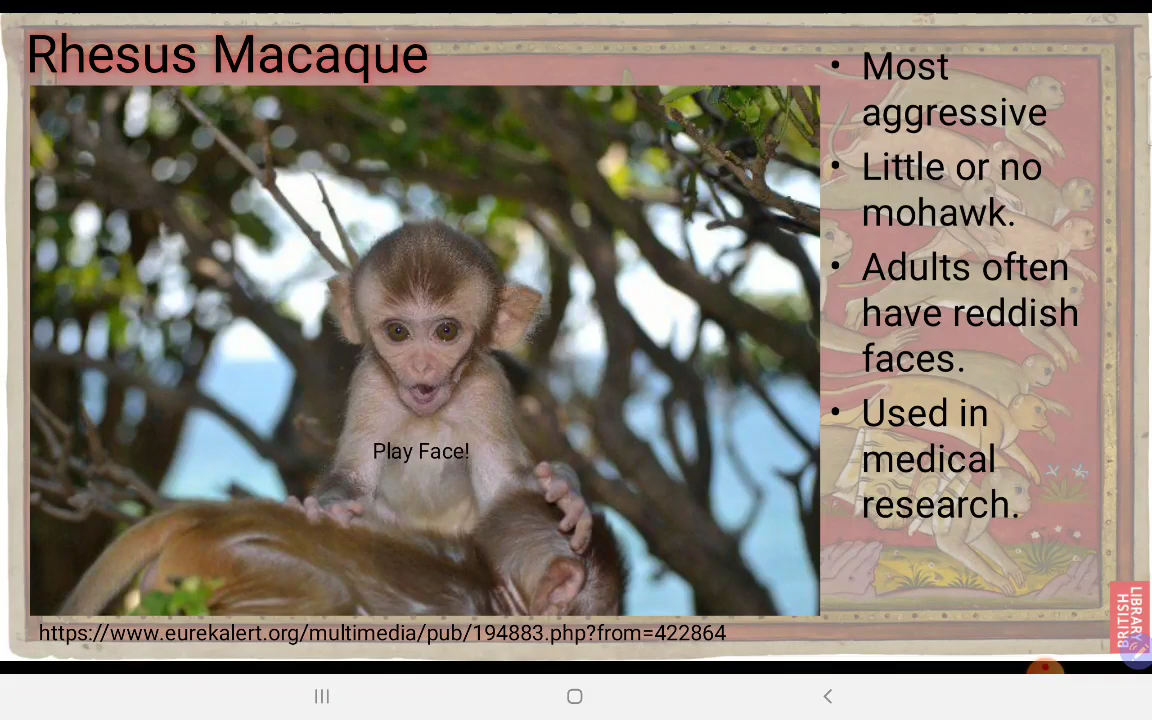 Rhesus Macaque
• Most
aggressive
• Little or no
mohawk.
• Adults often
have reddish
faces.
• Used in
medical
research.
Play Face!
https://www.eurekalert.org/multimedia/pub/194883.php?from=422864
BRITISH
LIBRARY